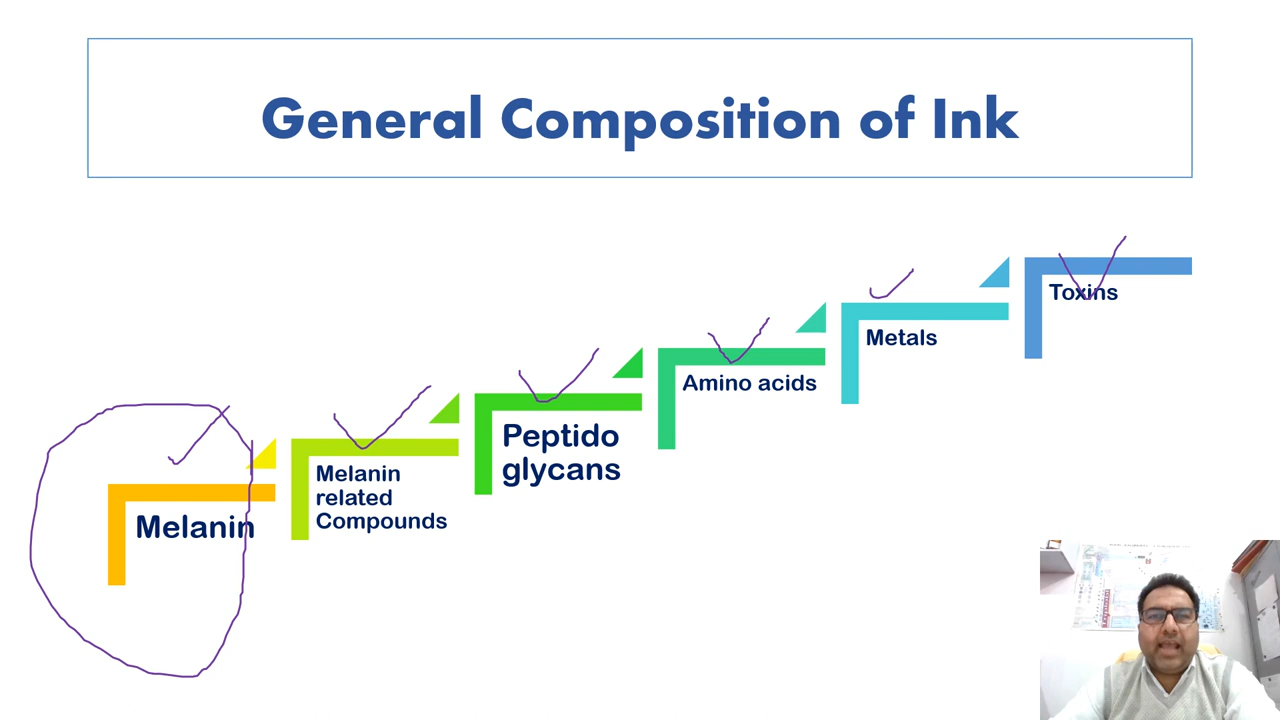 General Composition of Ink
Melanin
Melanin
related
Compounds
Peptido
glycans
Amino acids
Metals
Toxins